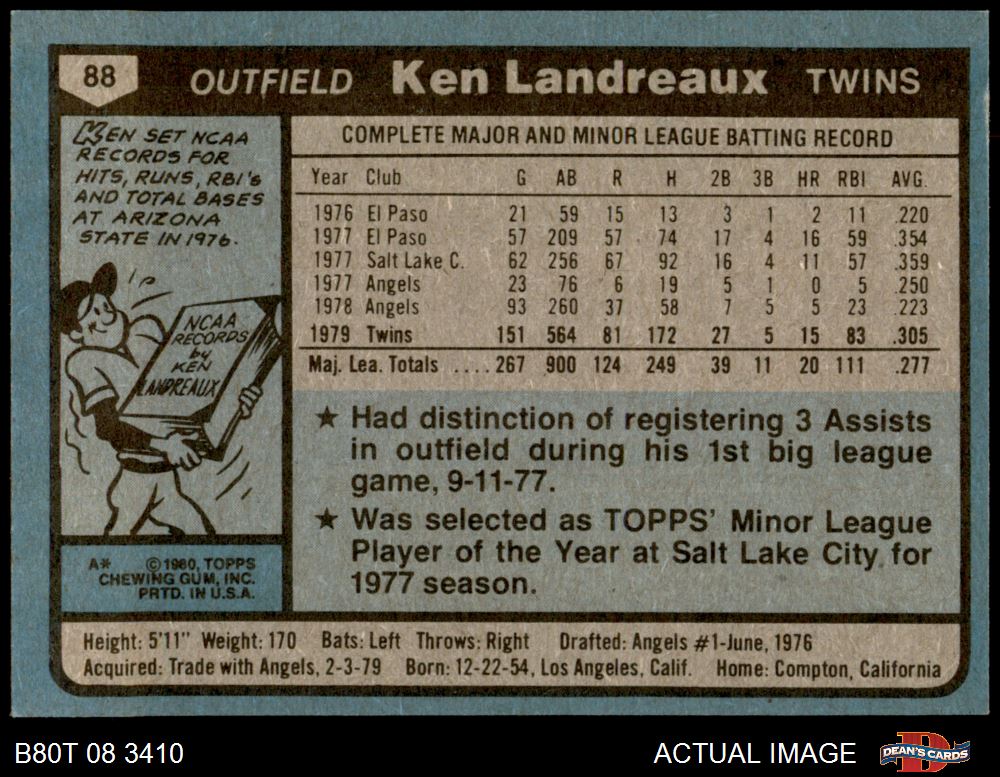 88 OUTFIELD Ken Landreaux TWINS
KEN SET NCAA
RECORDS FOR
HITS, RUNS, RBI's
AND TOTAL BASES
AT ARIZONA
STATE IN 1976.
NCAA
RECORDS
by
KEN
LANDREAUX
A* ©1980, TOPPS
CHEWING GUM, INC.
PRTD. IN U.S.A.
COMPLETE MAJOR AND MINOR LEAGUE BATTING RECORD
Year Club G AB R H 2B 3B HR RBI AVG.
1976 El Paso 21 59 15 13 3 1 2 11 .220
1977 El Paso 57 209 57 74 17 4 16 59 .354
1977 Salt Lake C. 62 256 67 92 16 4 11 57 .359
1977 Angels 23 76 6 19 5 1 0 5 .250
1978 Angels 93 260 37 58 7 5 5 23 .223
1979 Twins 151 564 81 172 27 5 15 83 .305
Maj. Lea. Totals .... 267 900 124 249 39 11 20 111 .277
★ Had distinction of registering 3 Assists
in outfield during his 1st big league
game, 9-11-77.
★ Was selected as TOPPS' Minor League
Player of the Year at Salt Lake City for
1977 season.
Height: 5'11" Weight: 170 Bats: Left Throws: Right Drafted: Angels #1-June, 1976
Acquired: Trade with Angels, 2-3-79 Born: 12-22-54, Los Angeles, Calif. Home: Compton, California
B80T 08 3410 ACTUAL IMAGE DEAN'S CARDS